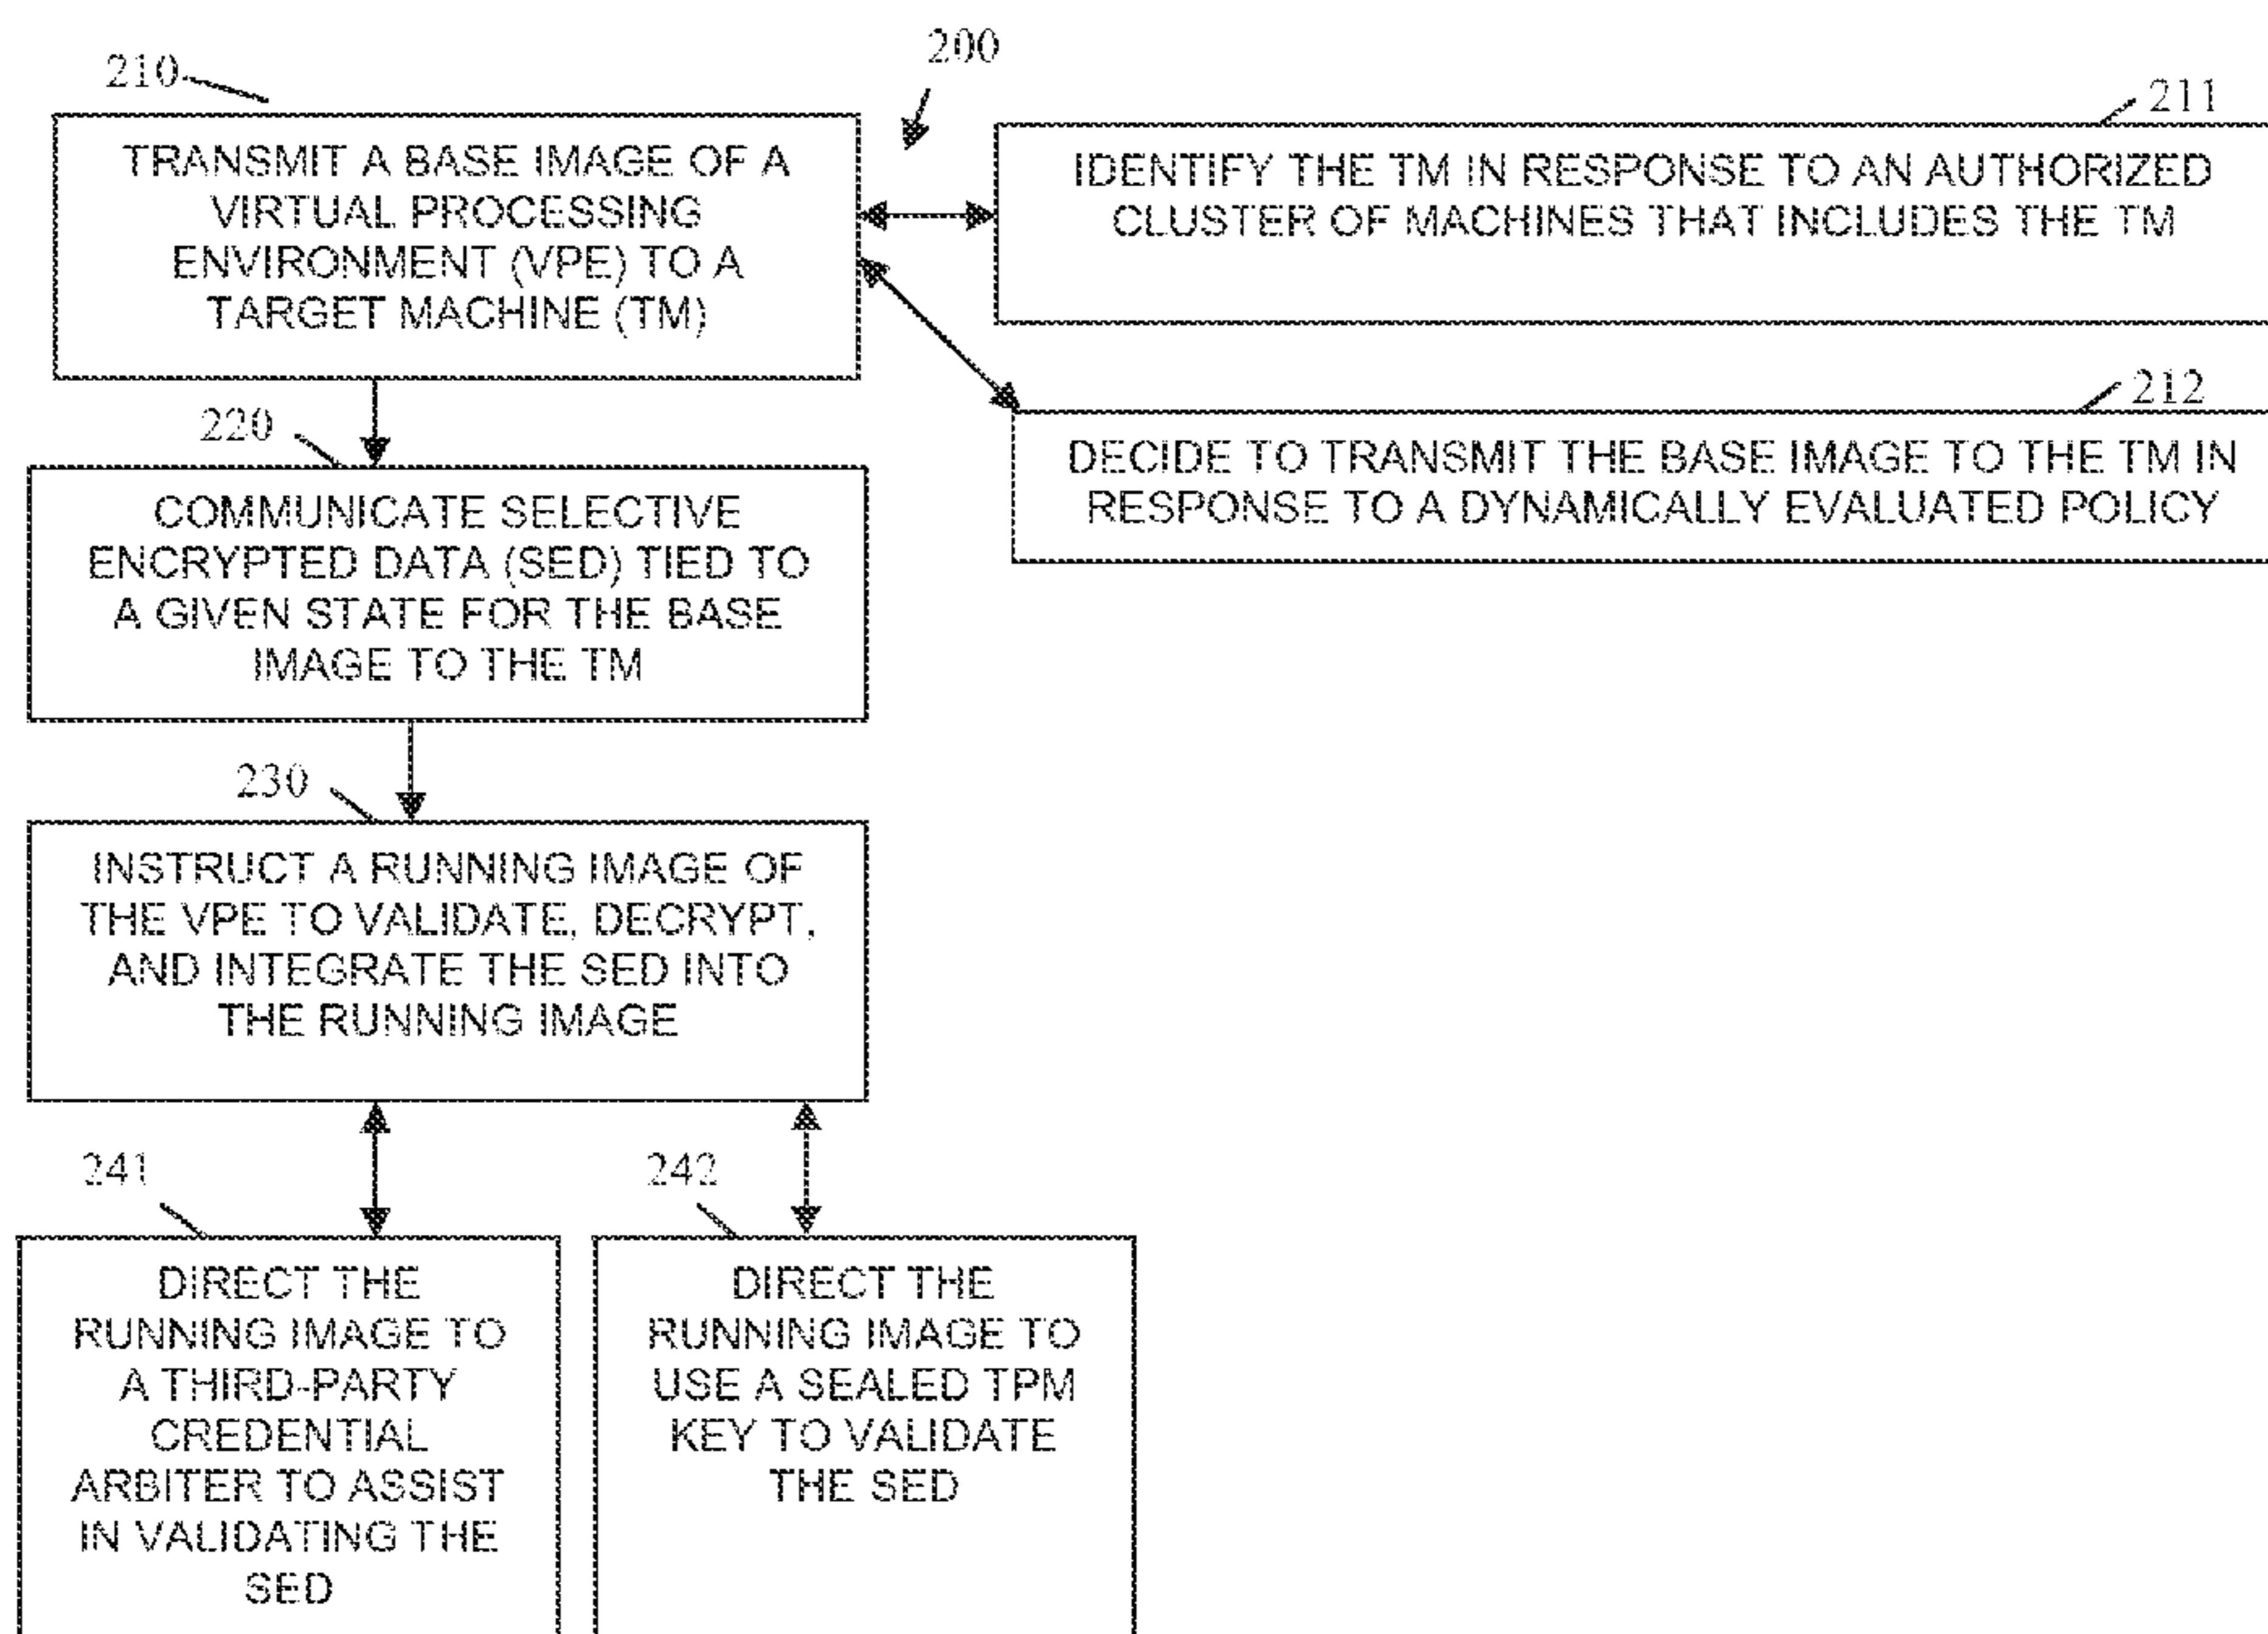 200
210
TRANSMIT A BASE IMAGE OF A
VIRTUAL PROCESSING
ENVIRONMENT (VPE) TO A
TARGET MACHINE (TM)
211
IDENTIFY THE TM IN RESPONSE TO AN AUTHORIZED
CLUSTER OF MACHINES THAT INCLUDES THE TM
212
DECIDE TO TRANSMIT THE BASE IMAGE TO THE TM IN
RESPONSE TO A DYNAMICALLY EVALUATED POLICY
220
COMMUNICATE SELECTIVE
ENCRYPTED DATA (SED) TIED TO
A GIVEN STATE FOR THE BASE
IMAGE TO THE TM
230
INSTRUCT A RUNNING IMAGE OF
THE VPE TO VALIDATE, DECRYPT,
AND INTEGRATE THE SED INTO
THE RUNNING IMAGE
241
DIRECT THE
RUNNING IMAGE TO
A THIRD-PARTY
CREDENTIAL
ARBITER TO ASSIST
IN VALIDATING THE
SED
242
DIRECT THE
RUNNING IMAGE TO
USE A SEALED TPM
KEY TO VALIDATE
THE SED